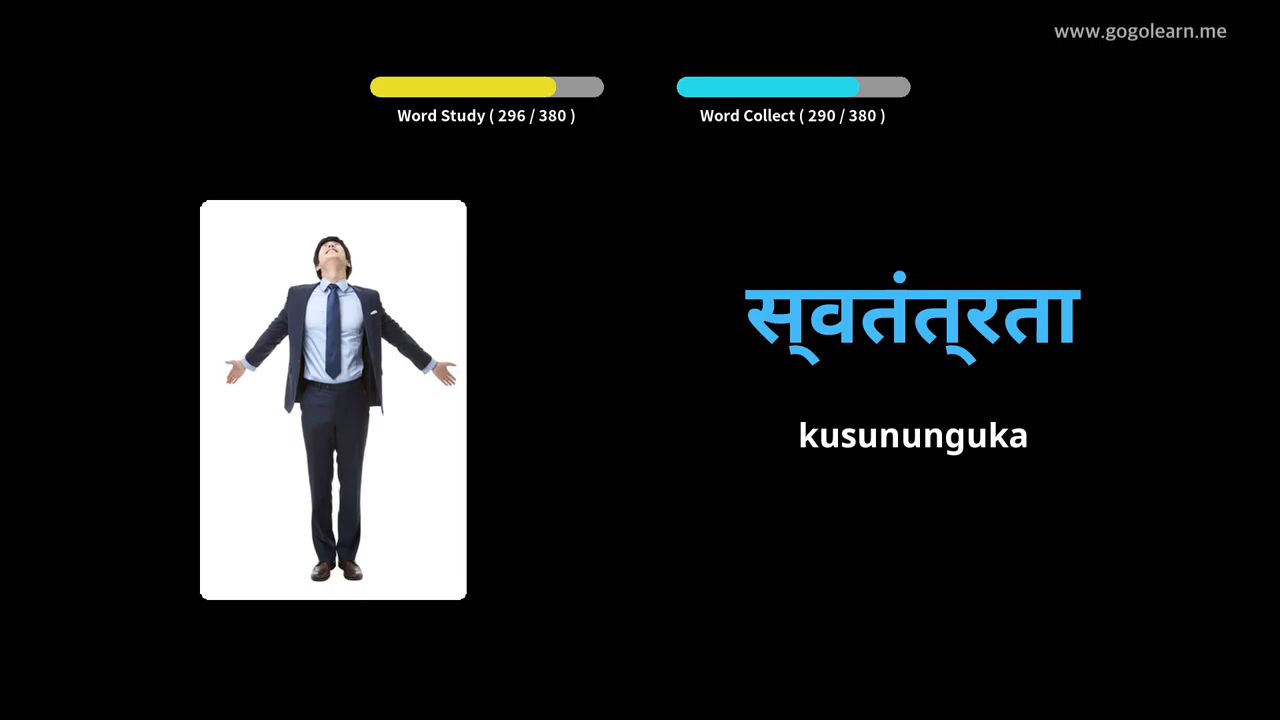 www.gogolearn.me
Word Study ( 296 / 380 )
Word Collect ( 290 / 380 )
स्वतंत्रता
kusununguka